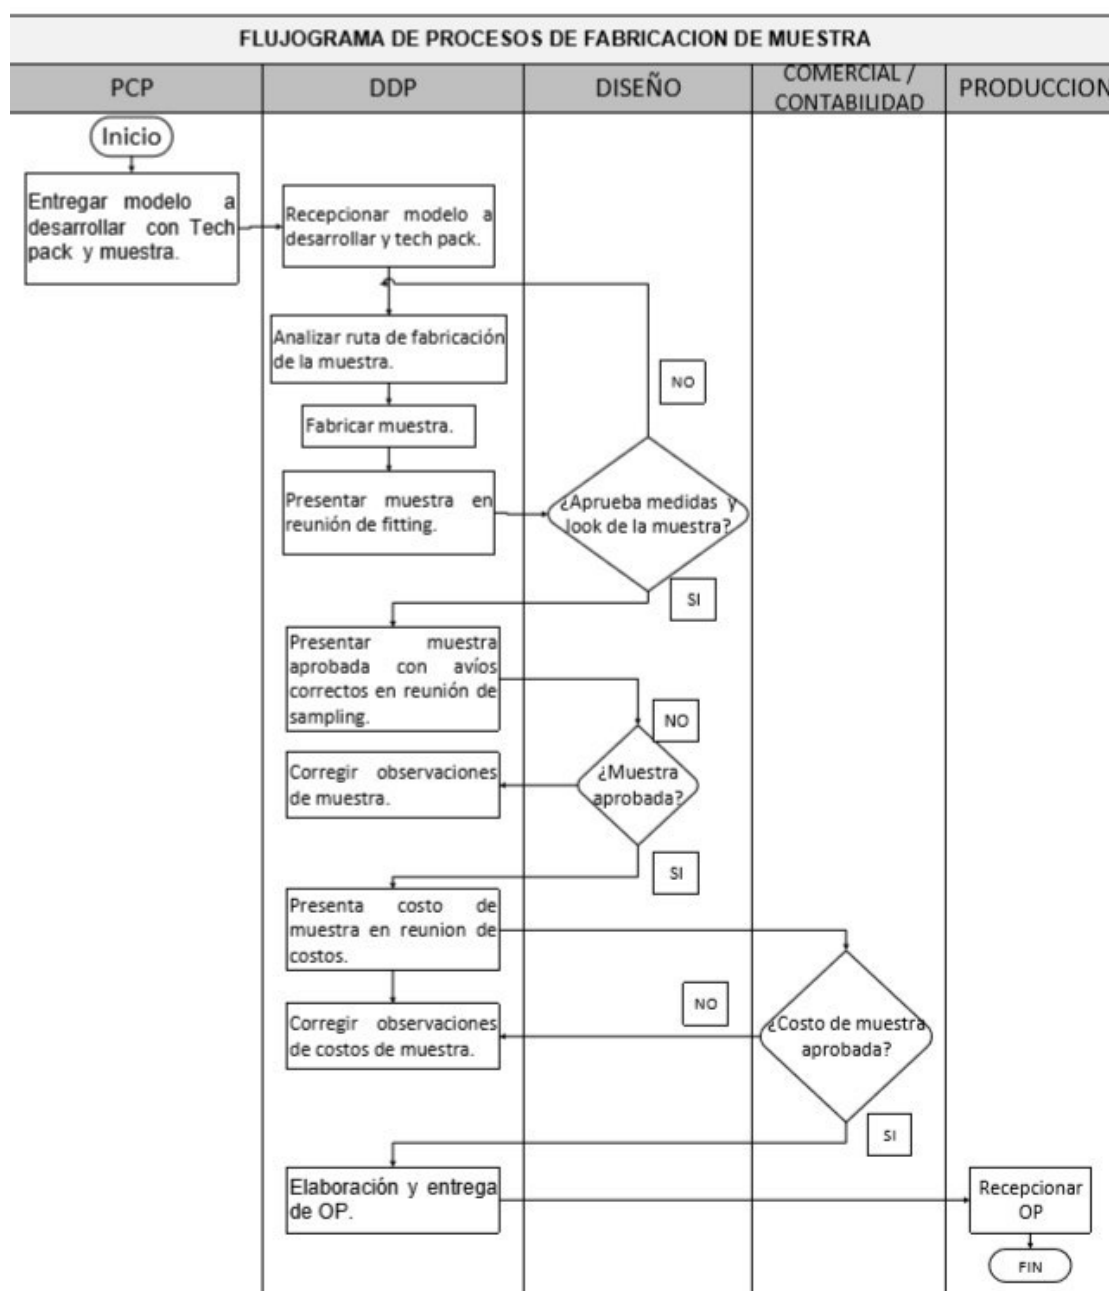 FLUJOGRAMA DE PROCESOS DE FABRICACION DE MUESTRA
PCP
DDP
DISEÑO
COMERCIAL /
CONTABILIDAD
PRODUCCION
Inicio
Entregar modelo a
desarrollar con Tech
pack y muestra.
Recepcionar modelo a
desarrollar y tech pack.
Analizar ruta de fabricación
de la muestra.
NO
Fabricar muestra.
Presentar muestra en
reunión de fitting.
¿Aprueba medidas y
look de la muestra?
SI
Presentar muestra
aprobada con avíos
correctos en reunión de
sampling.
NO
¿Muestra
aprobada?
Corregir observaciones
de muestra.
SI
Presenta costo de
muestra en reunion de
costos.
NO
¿Costo de muestra
aprobada?
Corregir observaciones
de costos de muestra.
SI
Elaboración y entrega
de OP.
Recepcionar
OP
FIN